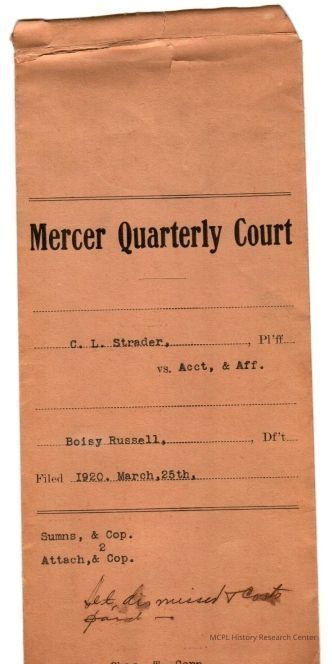 Mercer Quarterly Court
C. L. Strader, , Pl'ff
vs. Acct, & Aff.
Boisy Russell, , Df't
Filed 1920. March, 25th,
Sumns, & Cop.
2
Attach, & Cop.
dismissed & Costs
paid —
MCPL History Research Center